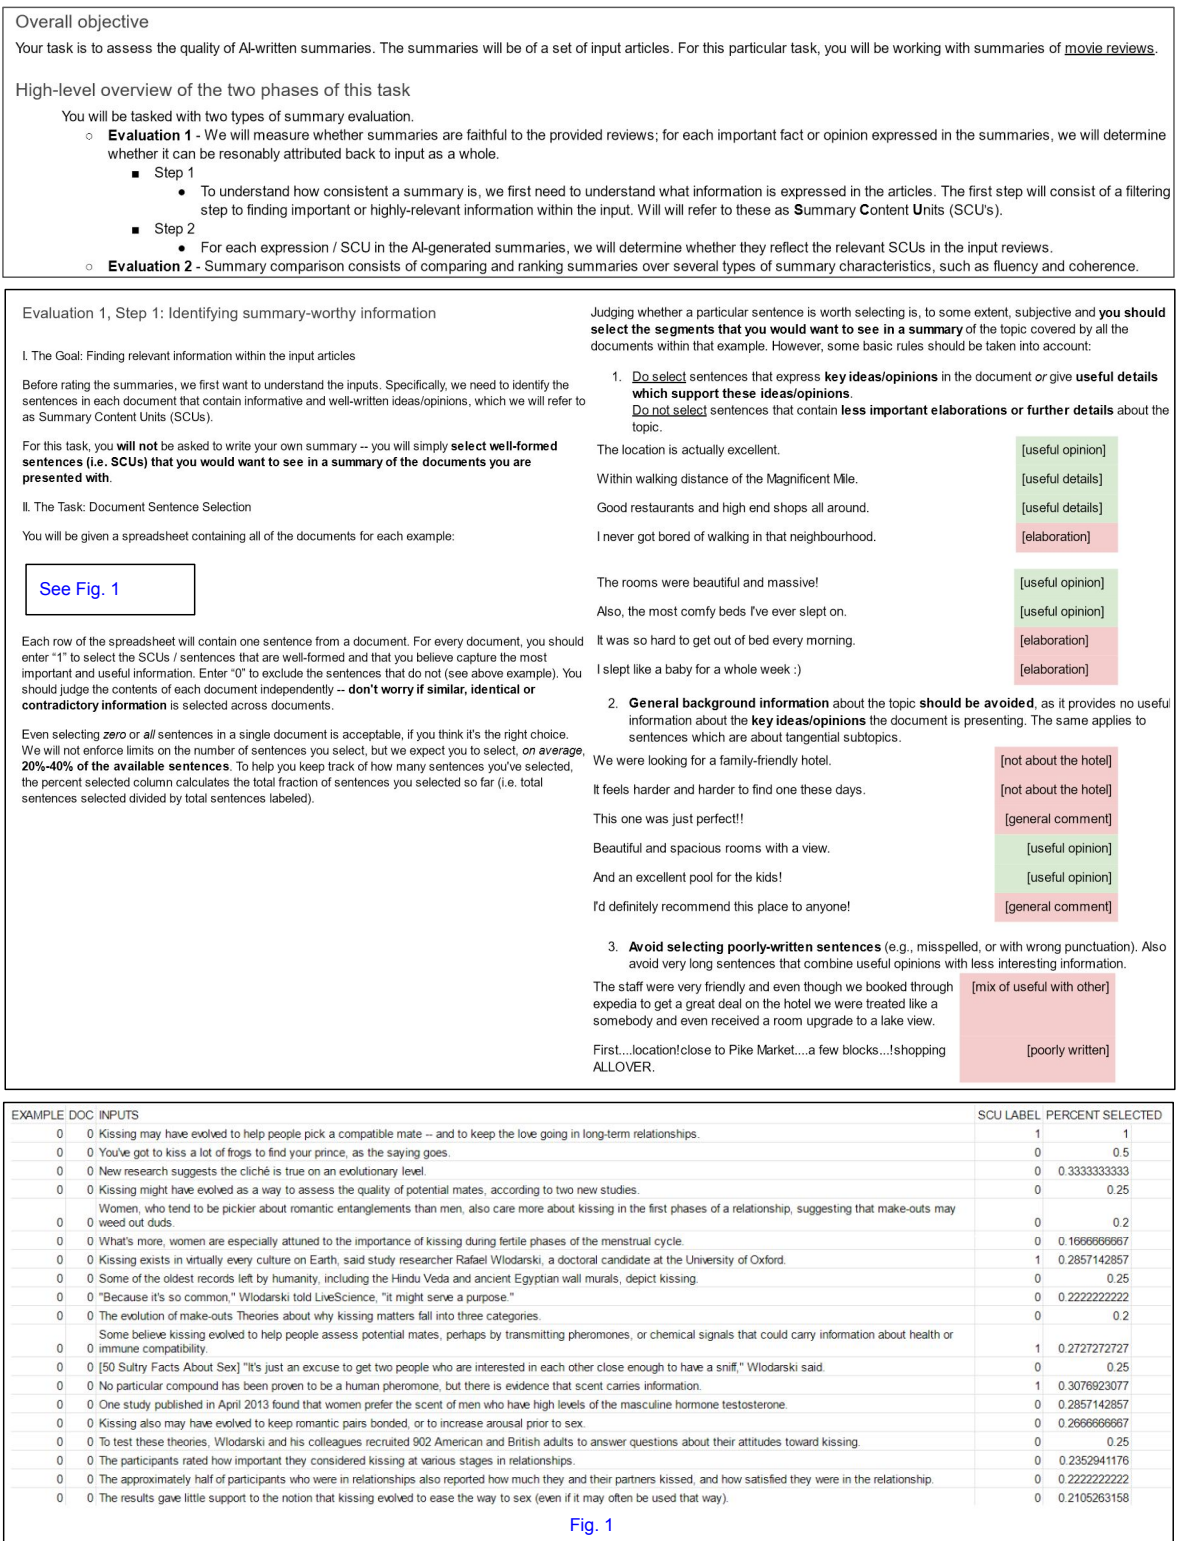 Overall objective
Your task is to assess the quality of AI-written summaries. The summaries will be of a set of input articles. For this particular task, you will be working with summaries of movie reviews.
High-level overview of the two phases of this task
You will be tasked with two types of summary evaluation.
○ Evaluation 1 - We will measure whether summaries are faithful to the provided reviews; for each important fact or opinion expressed in the summaries, we will determine
whether it can be resonably attributed back to input as a whole.
■ Step 1
● To understand how consistent a summary is, we first need to understand what information is expressed in the articles. The first step will consist of a filtering
step to finding important or highly-relevant information within the input. Will will refer to these as Summary Content Units (SCU's).
■ Step 2
● For each expression / SCU in the AI-generated summaries, we will determine whether they reflect the relevant SCUs in the input reviews.
○ Evaluation 2 - Summary comparison consists of comparing and ranking summaries over several types of summary characteristics, such as fluency and coherence.
Evaluation 1, Step 1: Identifying summary-worthy information
I. The Goal: Finding relevant information within the input articles
Before rating the summaries, we first want to understand the inputs. Specifically, we need to identify the
sentences in each document that contain informative and well-written ideas/opinions, which we will refer to
as Summary Content Units (SCUs).
For this task, you will not be asked to write your own summary -- you will simply select well-formed
sentences (i.e. SCUs) that you would want to see in a summary of the documents you are
presented with.
II. The Task: Document Sentence Selection
You will be given a spreadsheet containing all of the documents for each example:
See Fig. 1
Each row of the spreadsheet will contain one sentence from a document. For every document, you should
enter “1” to select the SCUs / sentences that are well-formed and that you believe capture the most
important and useful information. Enter “0” to exclude the sentences that do not (see above example). You
should judge the contents of each document independently -- don't worry if similar, identical or
contradictory information is selected across documents.
Even selecting zero or all sentences in a single document is acceptable, if you think it's the right choice.
We will not enforce limits on the number of sentences you select, but we expect you to select, on average,
20%-40% of the available sentences. To help you keep track of how many sentences you've selected,
the percent selected column calculates the total fraction of sentences you selected so far (i.e. total
sentences selected divided by total sentences labeled).
Judging whether a particular sentence is worth selecting is, to some extent, subjective and you should
select the segments that you would want to see in a summary of the topic covered by all the
documents within that example. However, some basic rules should be taken into account:
1. Do select sentences that express key ideas/opinions in the document or give useful details
which support these ideas/opinions.
Do not select sentences that contain less important elaborations or further details about the
topic.
The location is actually excellent. [useful opinion]
Within walking distance of the Magnificent Mile. [useful details]
Good restaurants and high end shops all around. [useful details]
I never got bored of walking in that neighbourhood. [elaboration]
The rooms were beautiful and massive! [useful opinion]
Also, the most comfy beds I've ever slept on. [useful opinion]
It was so hard to get out of bed every morning. [elaboration]
I slept like a baby for a whole week :) [elaboration]
2. General background information about the topic should be avoided, as it provides no useful
information about the key ideas/opinions the document is presenting. The same applies to
sentences which are about tangential subtopics.
We were looking for a family-friendly hotel. [not about the hotel]
It feels harder and harder to find one these days. [not about the hotel]
This one was just perfect!! [general comment]
Beautiful and spacious rooms with a view. [useful opinion]
And an excellent pool for the kids! [useful opinion]
I'd definitely recommend this place to anyone! [general comment]
3. Avoid selecting poorly-written sentences (e.g., misspelled, or with wrong punctuation). Also
avoid very long sentences that combine useful opinions with less interesting information.
The staff were very friendly and even though we booked through [mix of useful with other]
expedia to get a great deal on the hotel we were treated like a
somebody and even received a room upgrade to a lake view.
First....location!close to Pike Market....a few blocks...!shopping [poorly written]
ALLOVER.
EXAMPLE DOC INPUTS SCU LABEL PERCENT SELECTED
0 0 Kissing may have evolved to help people pick a compatible mate -- and to keep the love going in long-term relationships. 1 1
0 0 You've got to kiss a lot of frogs to find your prince, as the saying goes. 0 0.5
0 0 New research suggests the cliché is true on an evolutionary level. 0 0.3333333333
0 0 Kissing might have evolved as a way to assess the quality of potential mates, according to two new studies. 0 0.25
Women, who tend to be pickier about romantic entanglements than men, also care more about kissing in the first phases of a relationship, suggesting that make-outs may
0 0 weed out duds. 0 0.2
0 0 What's more, women are especially attuned to the importance of kissing during fertile phases of the menstrual cycle. 0 0.1666666667
0 0 Kissing exists in virtually every culture on Earth, said study researcher Rafael Wlodarski, a doctoral candidate at the University of Oxford. 1 0.2857142857
0 0 Some of the oldest records left by humanity, including the Hindu Veda and ancient Egyptian wall murals, depict kissing. 0 0.25
0 0 "Because it's so common," Wlodarski told LiveScience, "it might serve a purpose." 0 0.2222222222
0 0 The evolution of make-outs Theories about why kissing matters fall into three categories. 0 0.2
Some believe kissing evolved to help people assess potential mates, perhaps by transmitting pheromones, or chemical signals that could carry information about health or
0 0 immune compatibility. 1 0.2727272727
0 0 [50 Sultry Facts About Sex] "It's just an excuse to get two people who are interested in each other close enough to have a sniff," Wlodarski said. 0 0.25
0 0 No particular compound has been proven to be a human pheromone, but there is evidence that scent carries information. 1 0.3076923077
0 0 One study published in April 2013 found that women prefer the scent of men who have high levels of the masculine hormone testosterone. 0 0.2857142857
0 0 Kissing also may have evolved to keep romantic pairs bonded, or to increase arousal prior to sex. 0 0.2666666667
0 0 To test these theories, Wlodarski and his colleagues recruited 902 American and British adults to answer questions about their attitudes toward kissing. 0 0.25
0 0 The participants rated how important they considered kissing at various stages in relationships. 0 0.2352941176
0 0 The approximately half of participants who were in relationships also reported how much they and their partners kissed, and how satisfied they were in the relationship. 0 0.2222222222
0 0 The results gave little support to the notion that kissing evolved to ease the way to sex (even if it may often be used that way). 0 0.2105263158
Fig. 1